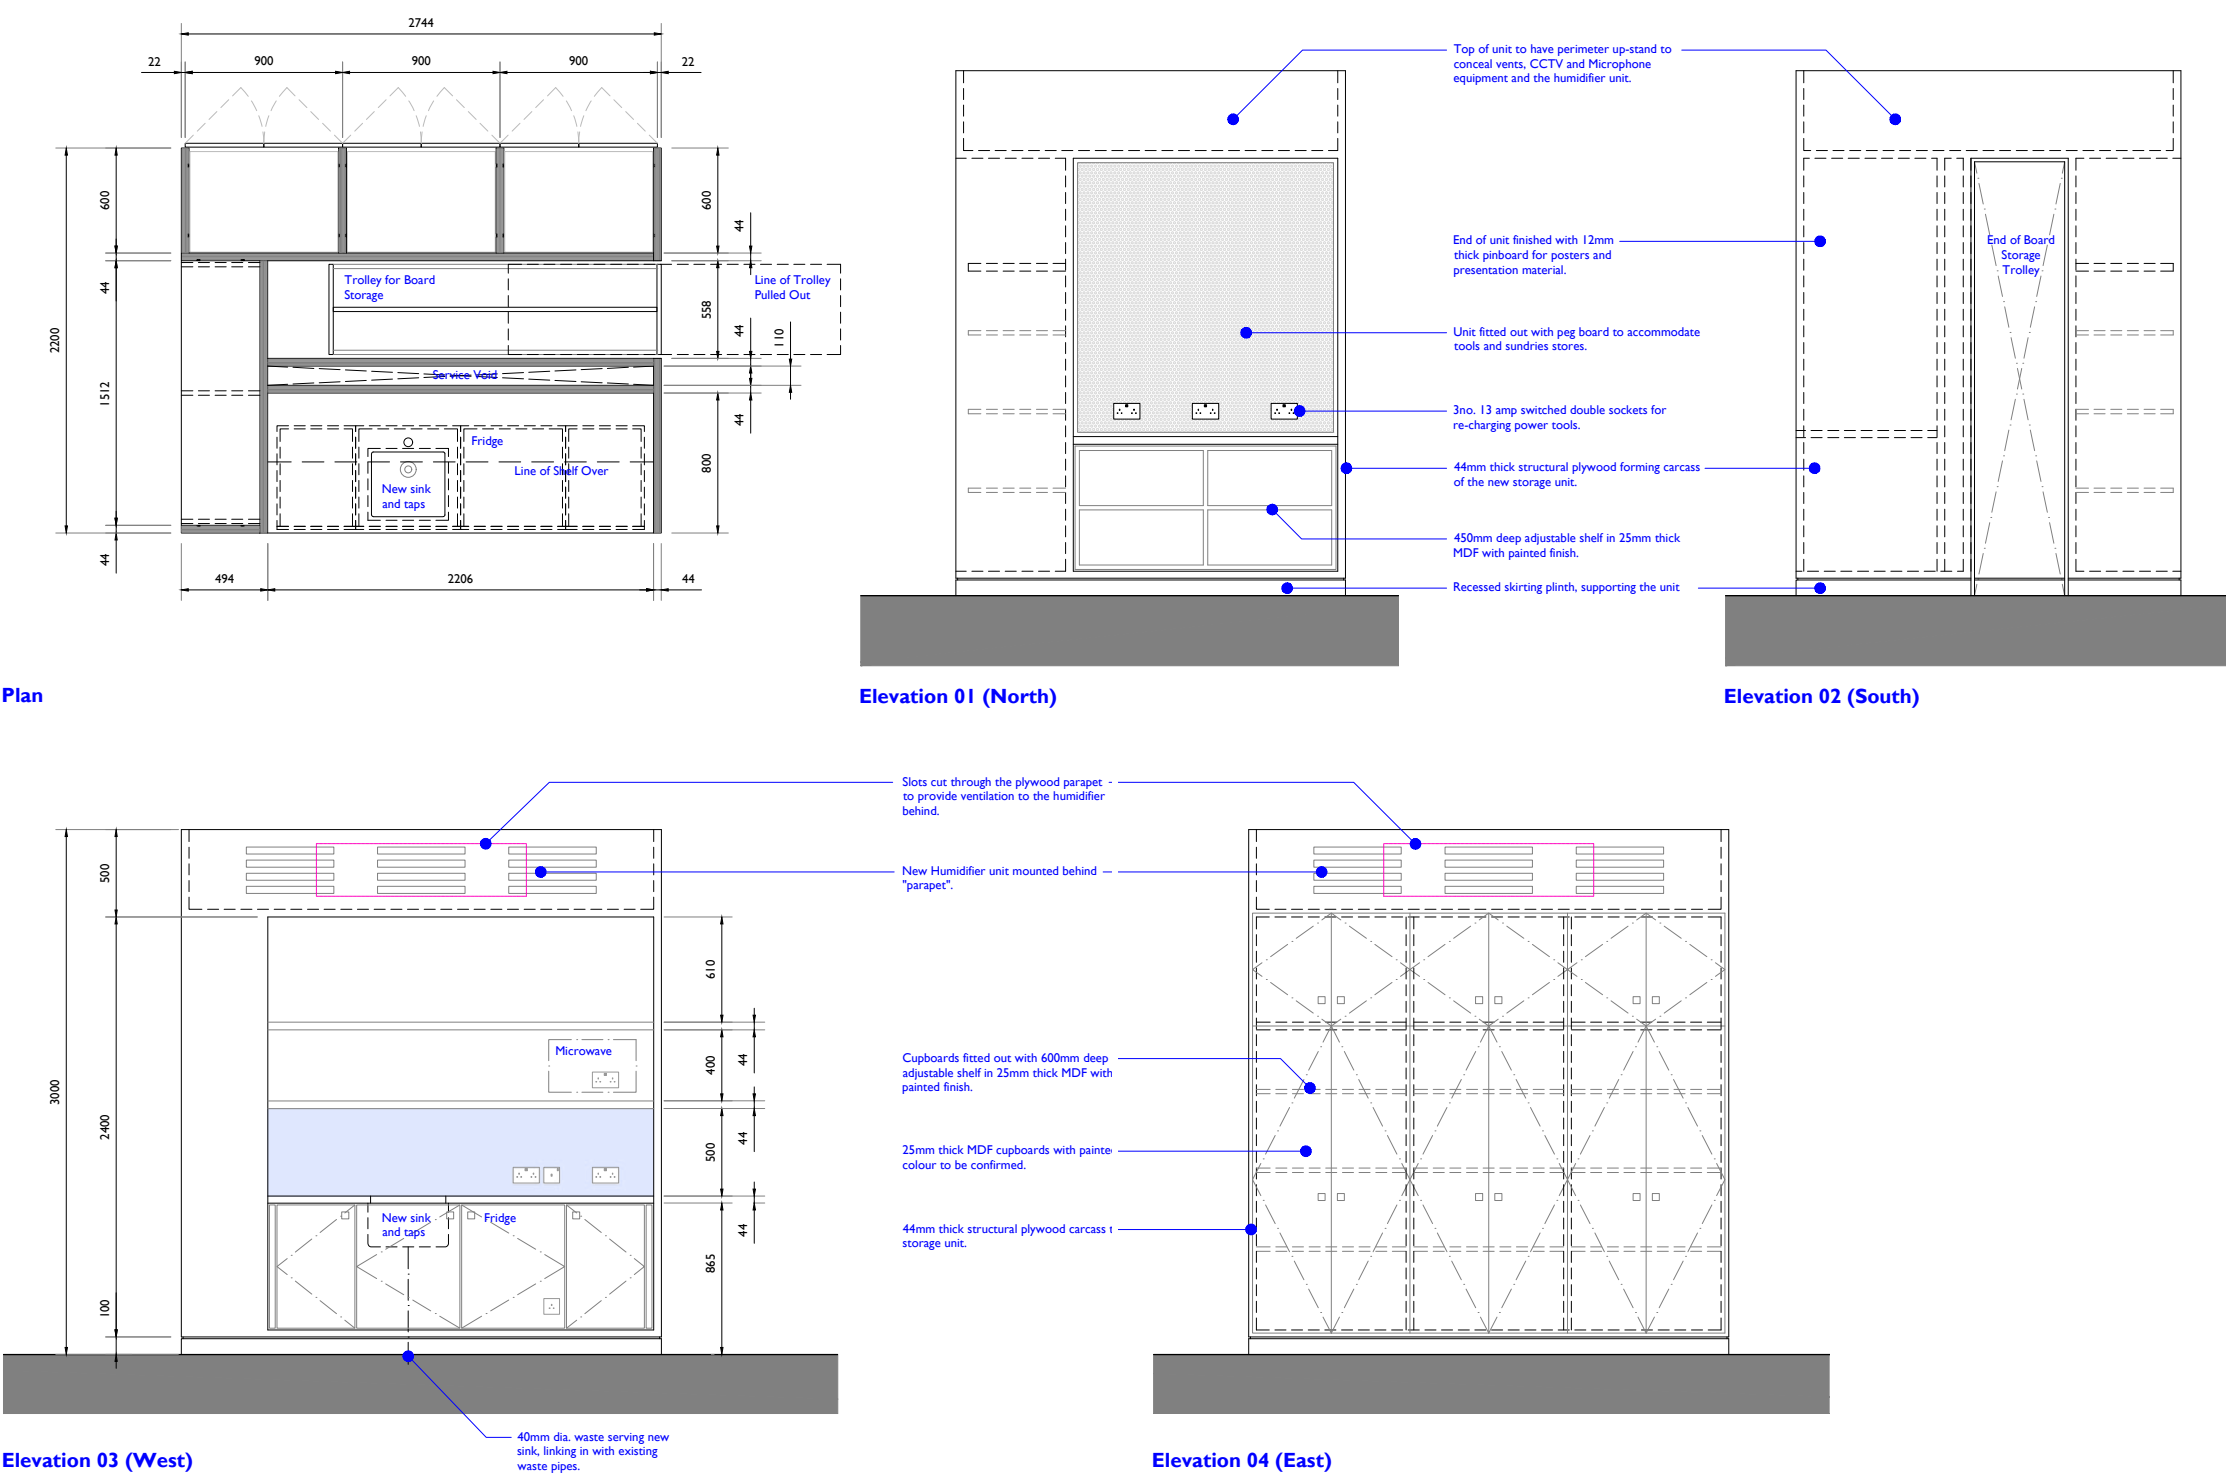 2744
22
900
900
900
22
600
44
2200
1512
44
600
44
558
44
110
44
800
Trolley for Board
Storage
Line of Trolley
Pulled Out
Service Void
Fridge
Line of Shelf Over
New sink
and taps
494
2206
44
Plan
Top of unit to have perimeter up-stand to
conceal vents, CCTV and Microphone
equipment and the humidifier unit.
End of unit finished with 12mm
thick pinboard for posters and
presentation material.
Unit fitted out with peg board to accommodate
tools and sundries stores.
3no. 13 amp switched double sockets for
re-charging power tools.
44mm thick structural plywood forming carcass
of the new storage unit.
450mm deep adjustable shelf in 25mm thick
MDF with painted finish.
Recessed skirting plinth, supporting the unit
End of Board
Storage
Trolley
Elevation 01 (North)
Elevation 02 (South)
Slots cut through the plywood parapet -
to provide ventilation to the humidifier
behind.
New Humidifier unit mounted behind
"parapet".
500
3000
2400
100
610
400
44
500
44
865
44
Microwave
New sink
and taps
Fridge
Cupboards fitted out with 600mm deep
adjustable shelf in 25mm thick MDF with
painted finish.
25mm thick MDF cupboards with painte
colour to be confirmed.
44mm thick structural plywood carcass t
storage unit.
40mm dia. waste serving new
sink, linking in with existing
waste pipes.
Elevation 03 (West)
Elevation 04 (East)